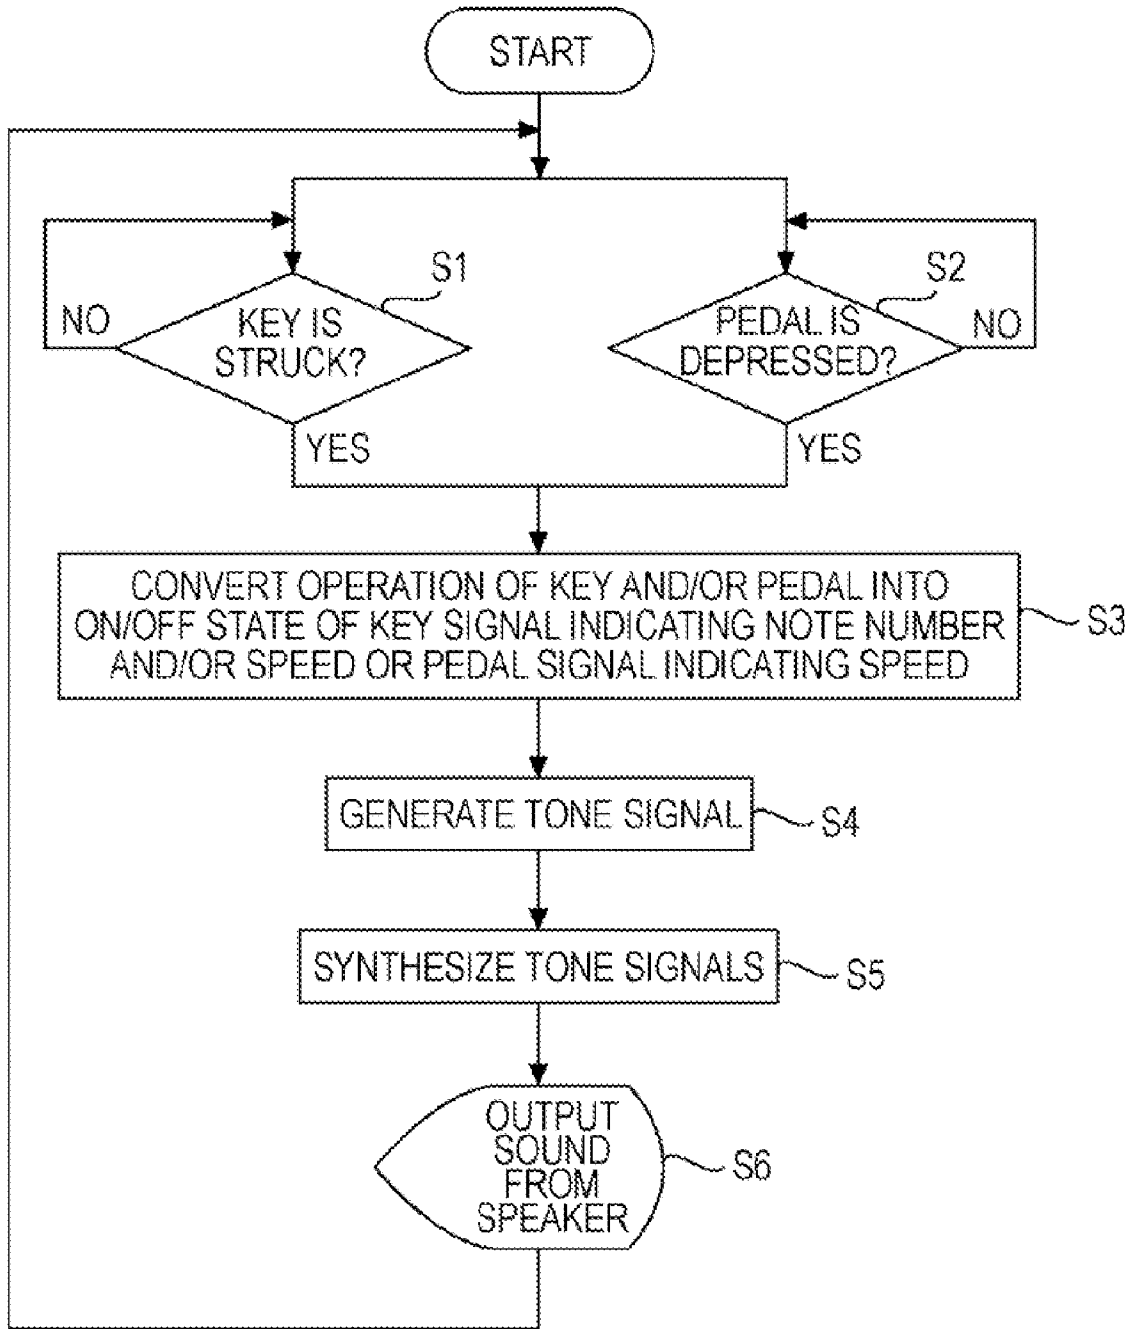 START
S1
S2
NO
KEY IS
STRUCK?
PEDAL IS
DEPRESSED?
NO
YES
YES
CONVERT OPERATION OF KEY AND/OR PEDAL INTO
ON/OFF STATE OF KEY SIGNAL INDICATING NOTE NUMBER
AND/OR SPEED OR PEDAL SIGNAL INDICATING SPEED
S3
GENERATE TONE SIGNAL
S4
SYNTHESIZE TONE SIGNALS
S5
OUTPUT
SOUND
FROM
SPEAKER
S6